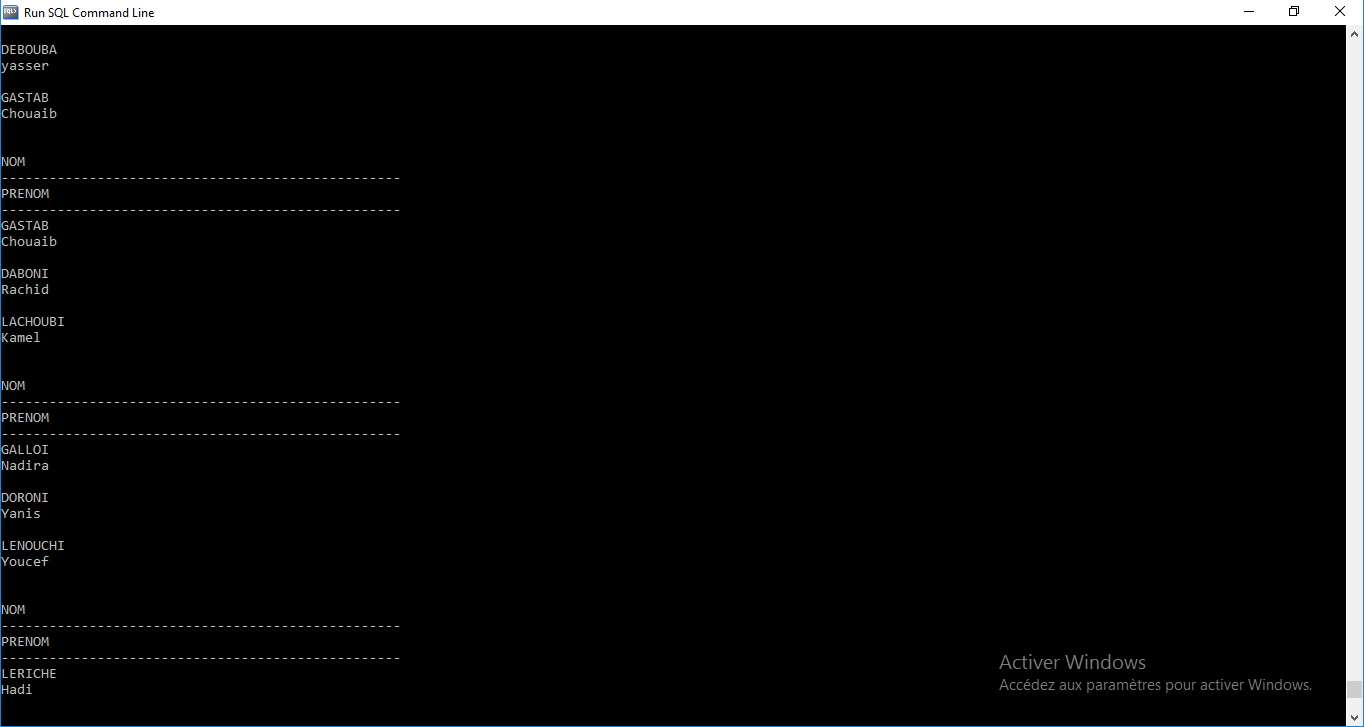 Run SQL Command Line
DEBOUBA
yasser
GASTAB
Chouaib
NOM
--------------------------------------------------
PRENOM
--------------------------------------------------
GASTAB
Chouaib
DABONI
Rachid
LACHOUBI
Kamel
NOM
--------------------------------------------------
PRENOM
--------------------------------------------------
GALLOI
Nadira
DORONI
Yanis
LENOUCHI
Youcef
NOM
--------------------------------------------------
PRENOM
--------------------------------------------------
LERICHE
Hadi
Activer Windows
Accédez aux paramètres pour activer Windows.